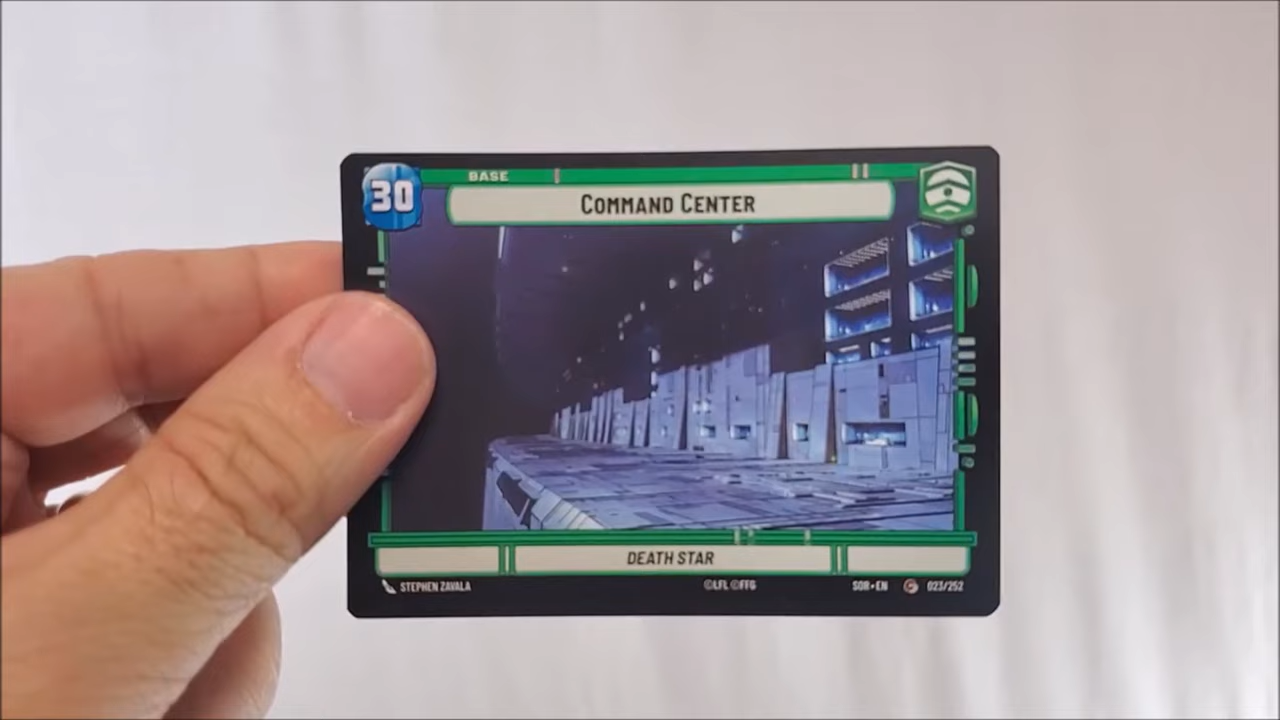 BASE
30
COMMAND CENTER
DEATH STAR
STEPHEN ZAVALA
©LFL ©FFG
SOR • EN
023/252